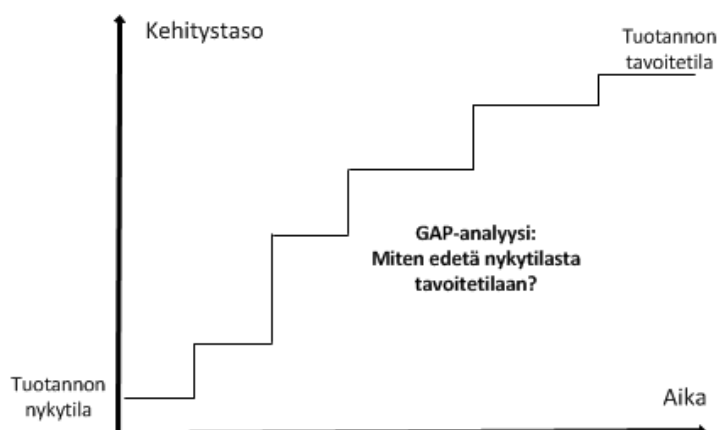 Kehitystaso
Tuotannon
tavoitetila
GAP-analyysi:
Miten edetä nykytilasta
tavoitetilaan?
Tuotannon
nykytila
Aika